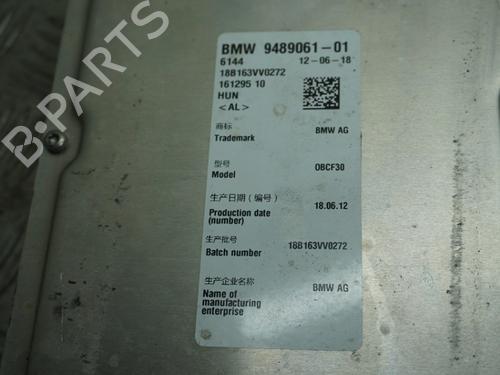 BMW 9489061-01
6144 12-06-18
18B163VV0272
161295 10
HUN
<AL>
商标
Trademark BMW AG
型号
Model OBCF30
生产日期（编号）
Production date 18.06.12
(number)
生产批号
Batch number 18B163VV0272
生产企业名称
Name of BMW AG
manufacturing
enterprise
B-PARTS